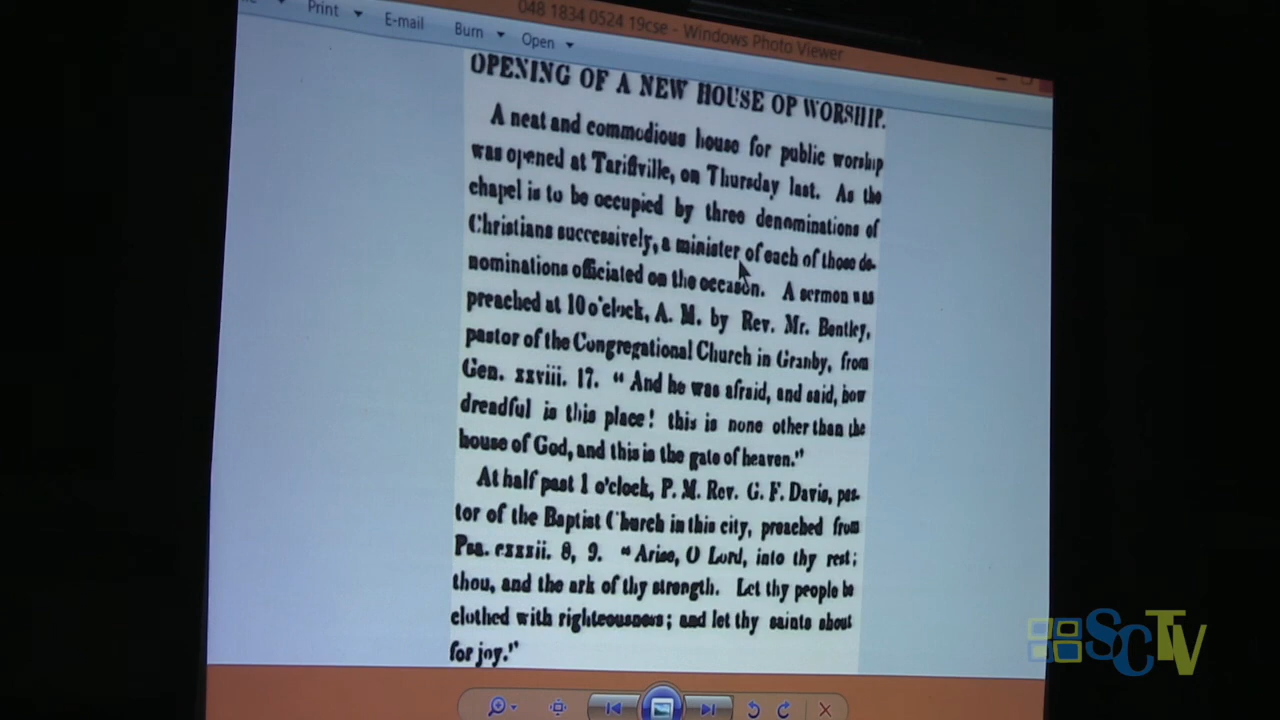 Print
E-mail
Burn
Open
048 1834 0524 19cse - Windows Photo Viewer
OPENING OF A NEW HOUSE OF WORSHIP.
A neat and commodious house for public worship
was opened at Tariffville, on Thursday last. As the
chapel is to be occupied by three denominations of
Christians successively, a minister of each of those de-
nominations officiated on the occason. A sermon was
preached at 10 o'clock, A. M. by Rev. Mr. Bentley,
pastor of the Congregational Church in Granby, from
Gen. xxviii. 17. "And he was afraid, and said, how
dreadful is this place! this is none other than the
house of God, and this is the gate of heaven."
At half past 1 o'clock, P. M. Rev. G. F. Davis, pas-
tor of the Baptist Church in this city, preached from
Psa. cxxxii. 8, 9. "Arise, O Lord, into thy rest;
thou, and the ark of thy strength. Let thy people be
clothed with righteousness; and let thy saints shout
for joy."
SCTV